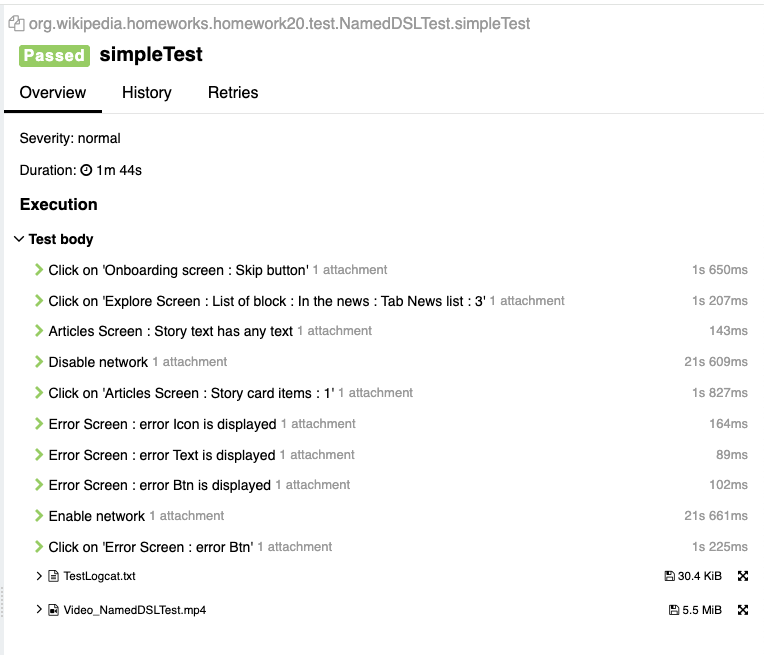 org.wikipedia.homeworks.homework20.test.NamedDSLTest.simpleTest
Passed simpleTest
Overview History Retries
Severity: normal
Duration: 1m 44s
Execution
Test body
Click on 'Onboarding screen : Skip button' 1 attachment 1s 650ms
Click on 'Explore Screen : List of block : In the news : Tab News list : 3' 1 attachment 1s 207ms
Articles Screen : Story text has any text 1 attachment 143ms
Disable network 1 attachment 21s 609ms
Click on 'Articles Screen : Story card items : 1' 1 attachment 1s 827ms
Error Screen : error Icon is displayed 1 attachment 164ms
Error Screen : error Text is displayed 1 attachment 89ms
Error Screen : error Btn is displayed 1 attachment 102ms
Enable network 1 attachment 21s 661ms
Click on 'Error Screen : error Btn' 1 attachment 1s 225ms
TestLogcat.txt 30.4 KiB
Video_NamedDSLTest.mp4 5.5 MiB